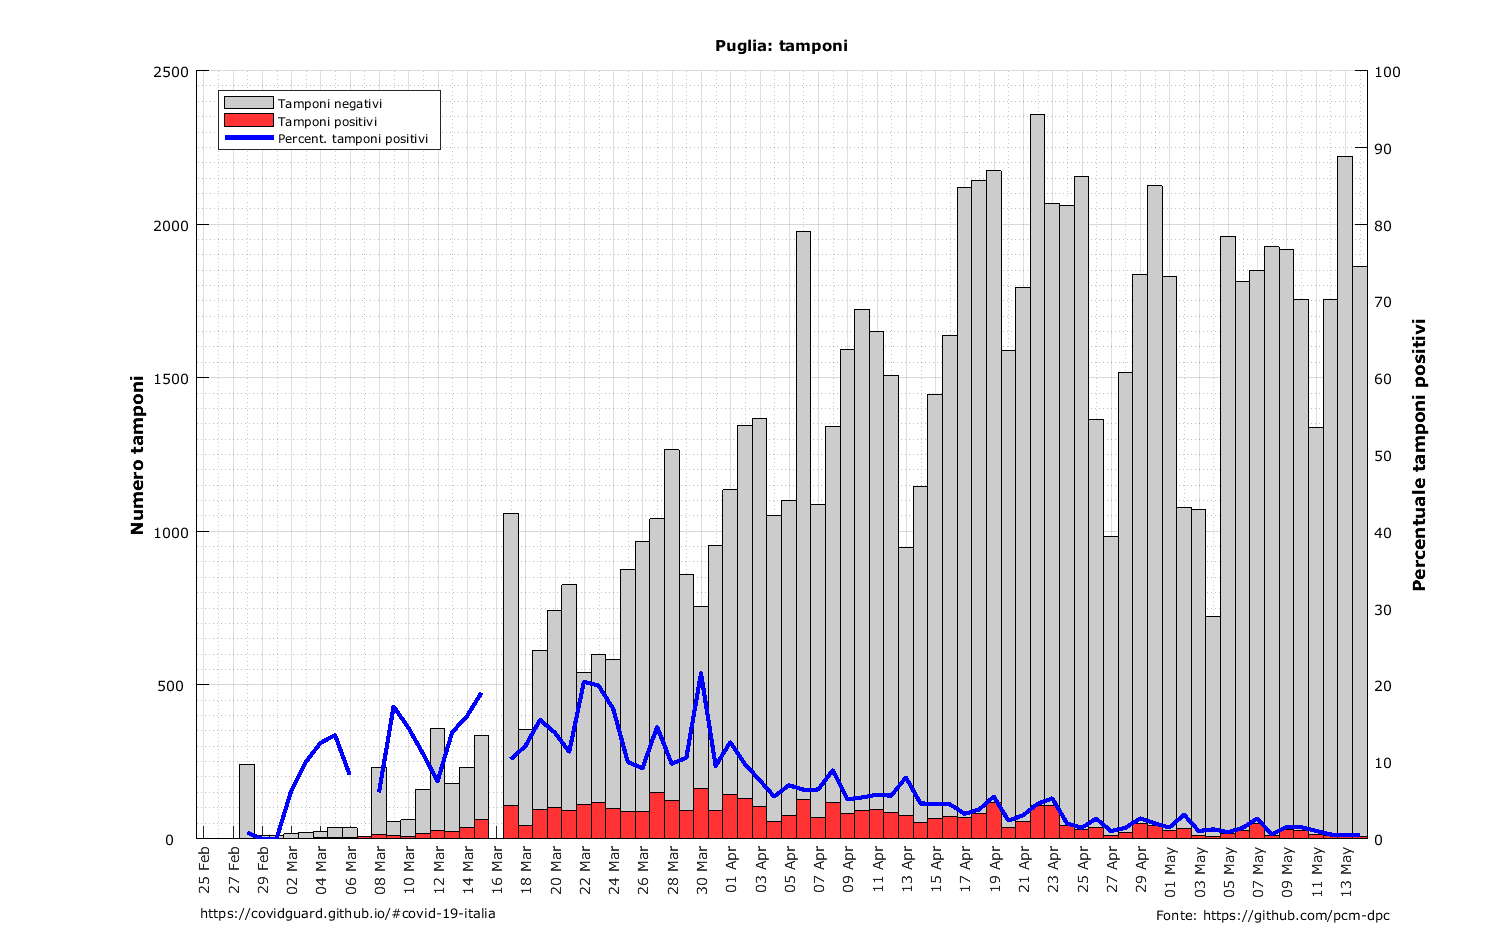 Puglia: tamponi
Tamponi negativi
Tamponi positivi
Percent. tamponi positivi
Numero tamponi
2500
2000
1500
1000
500
0
Percentuale tamponi positivi
100
90
80
70
60
50
40
30
20
10
0
25 Feb
27 Feb
29 Feb
02 Mar
04 Mar
06 Mar
08 Mar
10 Mar
12 Mar
14 Mar
16 Mar
18 Mar
20 Mar
22 Mar
24 Mar
26 Mar
28 Mar
30 Mar
01 Apr
03 Apr
05 Apr
07 Apr
09 Apr
11 Apr
13 Apr
15 Apr
17 Apr
19 Apr
21 Apr
23 Apr
25 Apr
27 Apr
29 Apr
01 May
03 May
05 May
07 May
09 May
11 May
13 May
https://covidguard.github.io/#covid-19-italia
Fonte: https://github.com/pcm-dpc